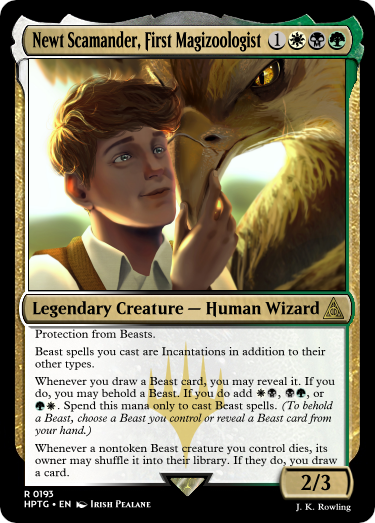 Newt Scamander, First Magizoologist 1
Legendary Creature — Human Wizard
Protection from Beasts.
Beast spells you cast are Incantations in addition to their
other types.
Whenever you draw a Beast card, you may reveal it. If you
do, you may behold a Beast. If you do add , , or
. Spend this mana only to cast Beast spells. (To behold
a Beast, choose a Beast you control or reveal a Beast card from
your hand.)
Whenever a nontoken Beast creature you control dies, its
owner may shuffle it into their library. If they do, you draw
a card.
2/3
R 0193
HPTG • EN Irish Pealane
J. K. Rowling